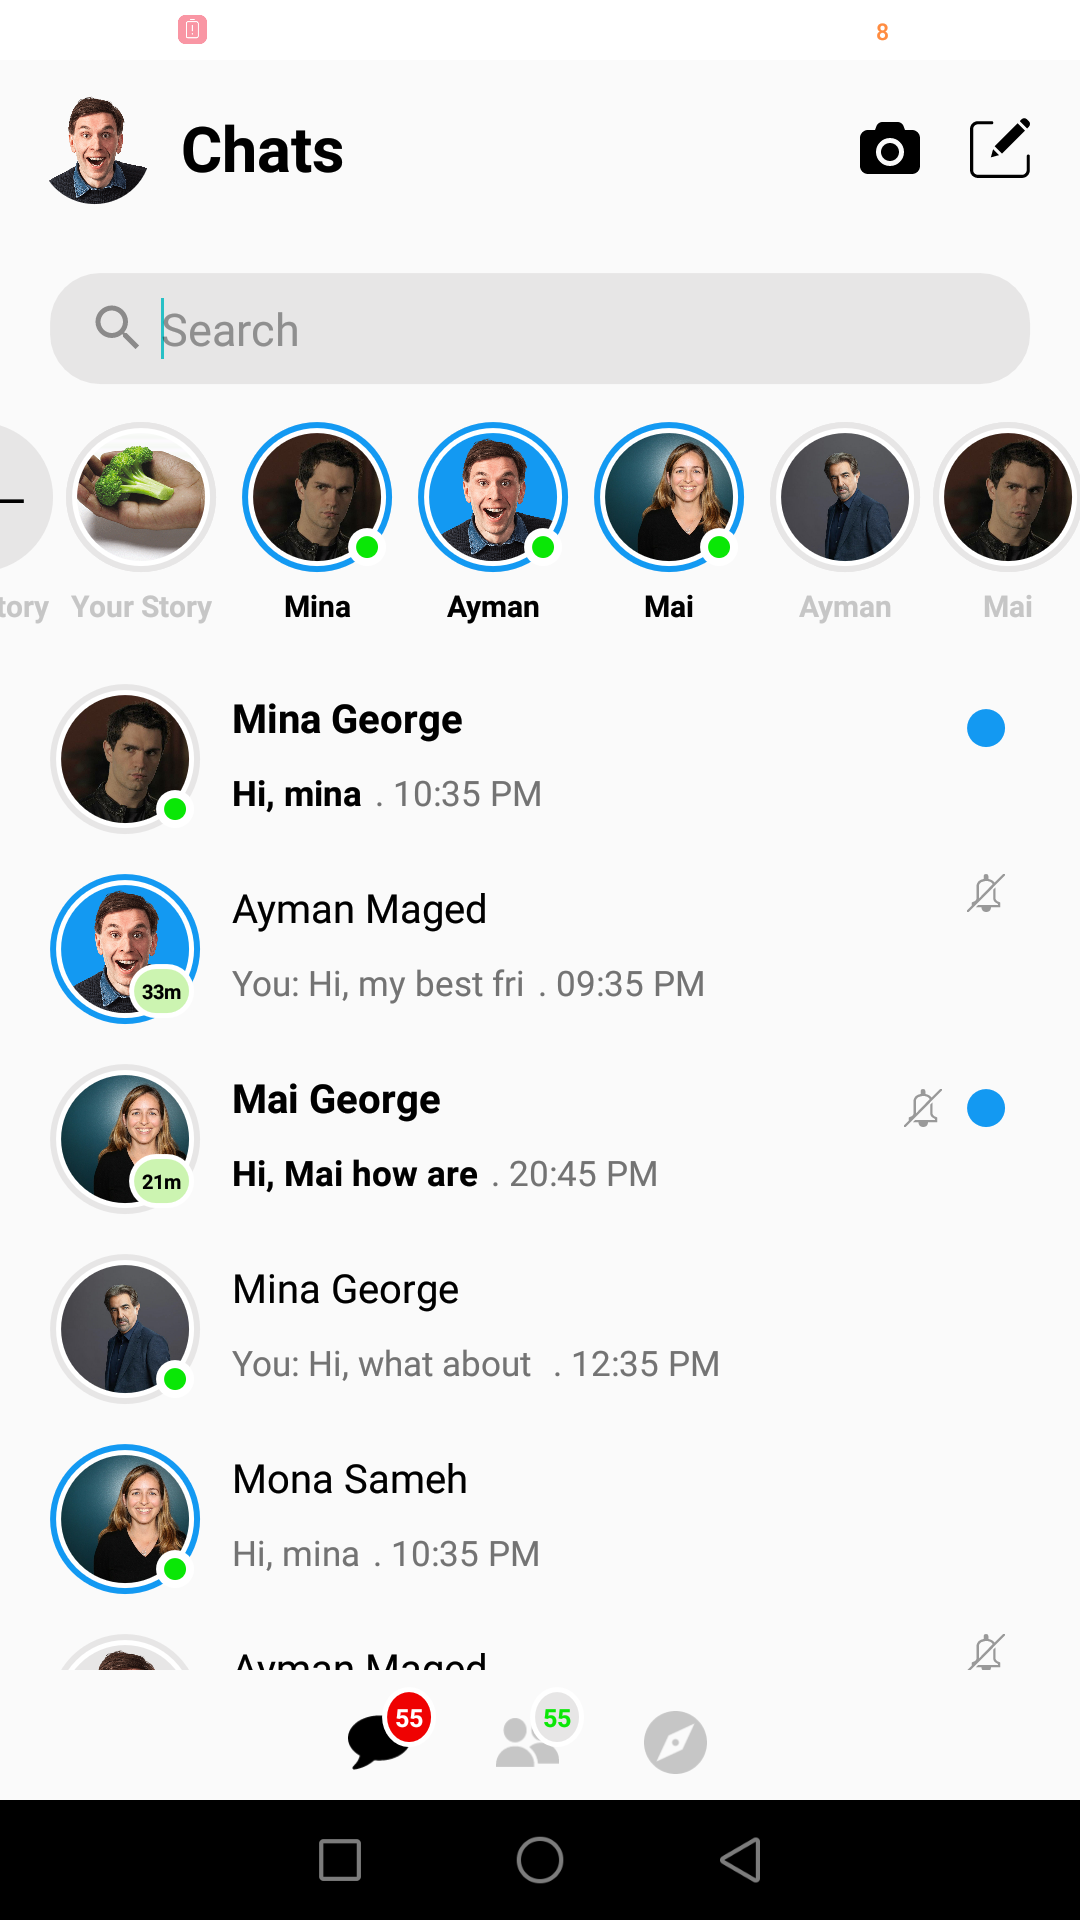 8
Chats
Search
tory
Your Story
Mina
Ayman
Mai
Ayman
Mai
Mina George
Hi, mina . 10:35 PM
Ayman Maged
You: Hi, my best fri . 09:35 PM
33m
Mai George
Hi, Mai how are . 20:45 PM
21m
Mina George
You: Hi, what about . 12:35 PM
Mona Sameh
Hi, mina . 10:35 PM
Ayman Maged
55
55